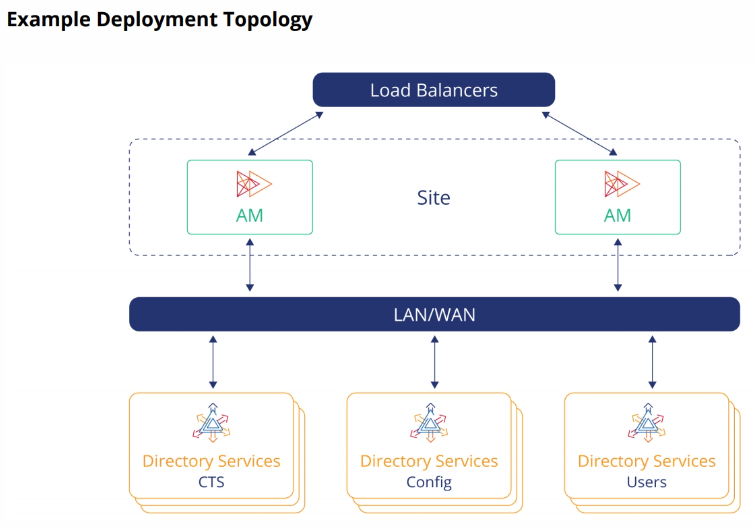 Example Deployment Topology
Load Balancers
Site
AM
AM
LAN/WAN
Directory Services
CTS
Directory Services
Config
Directory Services
Users